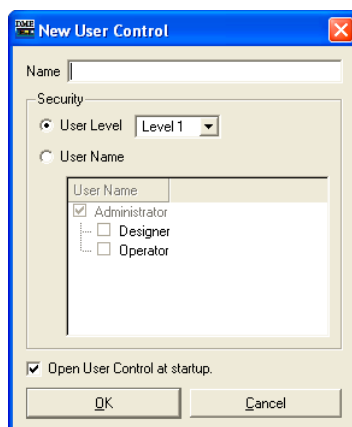 DME
New User Control
Name
Security
User Level Level 1
User Name
User Name
Administrator
Designer
Operator
Open User Control at startup.
OK Cancel